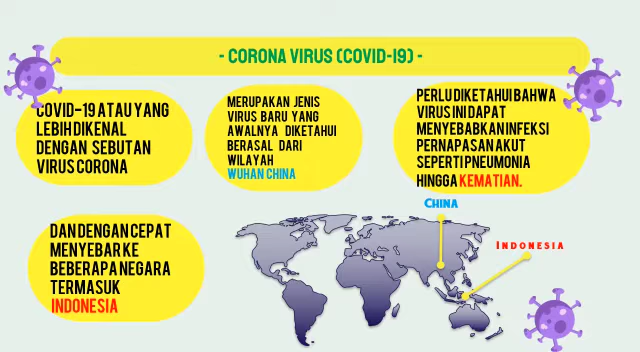 - CORONA VIRUS (COVID-19) -
COVID-19 ATAU YANG
LEBIH DIKENAL
DENGAN SEBUTAN
VIRUS CORONA
MERUPAKAN JENIS
VIRUS BARU YANG
AWALNYA DIKETAHUI
BERASAL DARI
WILAYAH
WUHAN CHINA
PERLU DIKETAHUI BAHWA
VIRUS INI DAPAT
MENYEBABKAN INFEKSI
PERNAPASAN AKUT
SEPERTI PNEUMONIA
HINGGA KEMATIAN.
DAN DENGAN CEPAT
MENYEBAR KE
BEBERAPA NEGARA
TERMASUK
INDONESIA
CHINA
INDONESIA